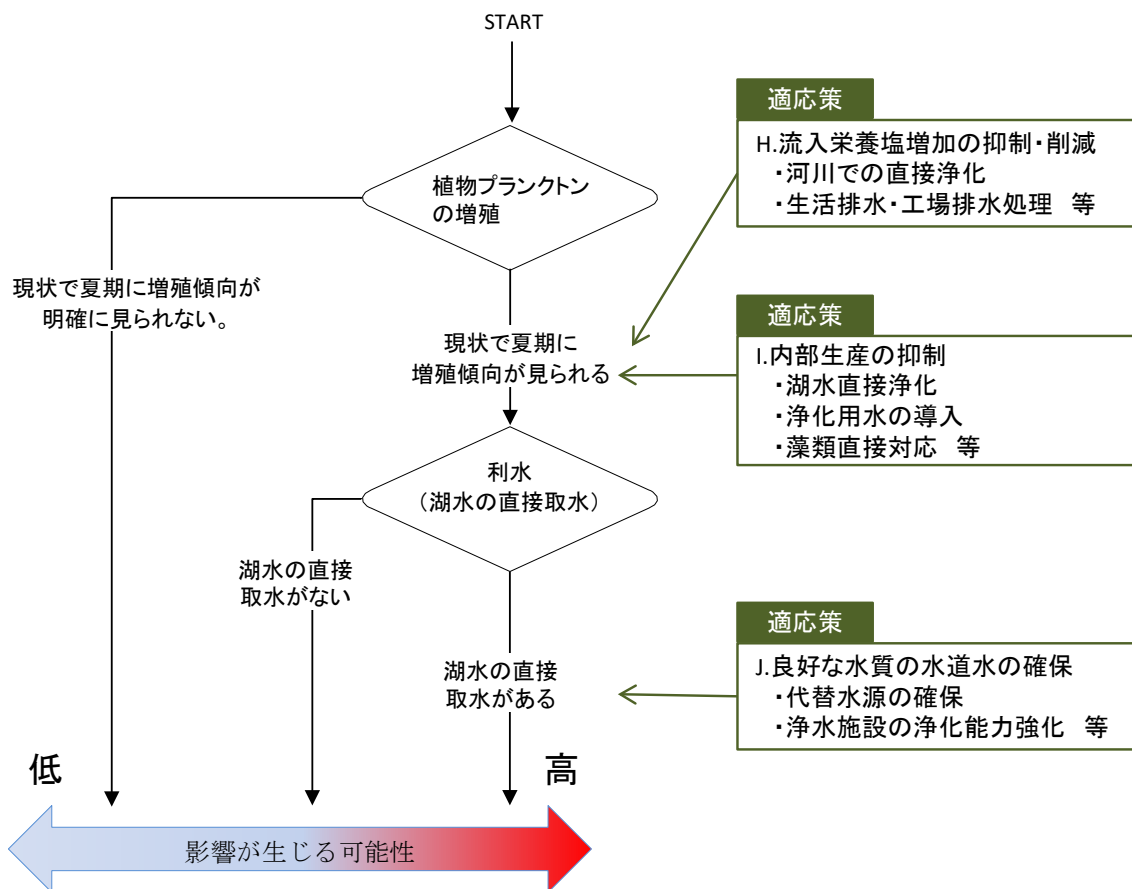 START
植物プランクトン
の増殖
現状で夏期に増殖傾向が
明確に見られない。
現状で夏期に
増殖傾向が見られる
利水
（湖水の直接取水）
湖水の直接
取水がない
湖水の直接
取水がある
低
高
影響が生じる可能性
適応策
H.流入栄養塩増加の抑制・削減
・河川での直接浄化
・生活排水・工場排水処理　等
適応策
I.内部生産の抑制
・湖水直接浄化
・浄化用水の導入
・藻類直接対応　等
適応策
J.良好な水質の水道水の確保
・代替水源の確保
・浄水施設の浄化能力強化　等